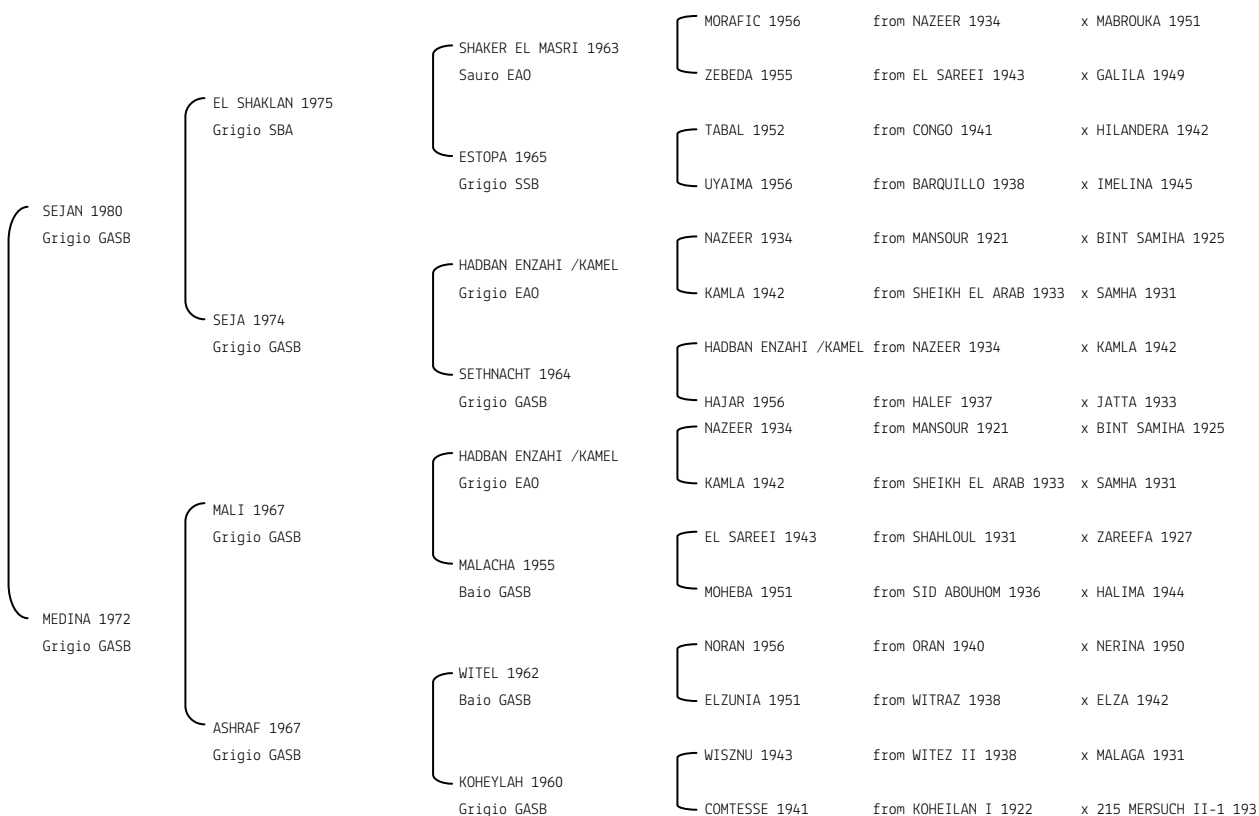 MORAFIC 1956 from NAZEER 1934 x MABROUKA 1951
SHAKER EL MASRI 1963
Sauro EAO
ZEBEDA 1955 from EL SAREEI 1943 x GALILA 1949
EL SHAKLAN 1975
Grigio SBA
TABAL 1952 from CONGO 1941 x HILANDERA 1942
ESTOPA 1965
Grigio SSB
UYAIMA 1956 from BARQUILLO 1938 x IMELINA 1945
SEJAN 1980
Grigio GASB
NAZEER 1934 from MANSOUR 1921 x BINT SAMIHA 1925
HADBAN ENZAHI /KAMEL
Grigio EAO
KAMLA 1942 from SHEIKH EL ARAB 1933 x SAMHA 1931
SEJA 1974
Grigio GASB
HADBAN ENZAHI /KAMEL from NAZEER 1934 x KAMLA 1942
SETHNACHT 1964
Grigio GASB
HAJAR 1956 from HALEF 1937 x JATTA 1933
NAZEER 1934 from MANSOUR 1921 x BINT SAMIHA 1925
HADBAN ENZAHI /KAMEL
Grigio EAO
KAMLA 1942 from SHEIKH EL ARAB 1933 x SAMHA 1931
MALI 1967
Grigio GASB
EL SAREEI 1943 from SHAHLOUL 1931 x ZAREEFA 1927
MALACHA 1955
Baio GASB
MOHEBA 1951 from SID ABOUHOM 1936 x HALIMA 1944
MEDINA 1972
Grigio GASB
NORAN 1956 from ORAN 1940 x NERINA 1950
WITEL 1962
Baio GASB
ELZUNIA 1951 from WITRAZ 1938 x ELZA 1942
ASHRAF 1967
Grigio GASB
WISZNU 1943 from WITEZ II 1938 x MALAGA 1931
KOHEYLAH 1960
Grigio GASB
COMTESSE 1941 from KOHEILAN I 1922 x 215 MERSUCH II-1 193